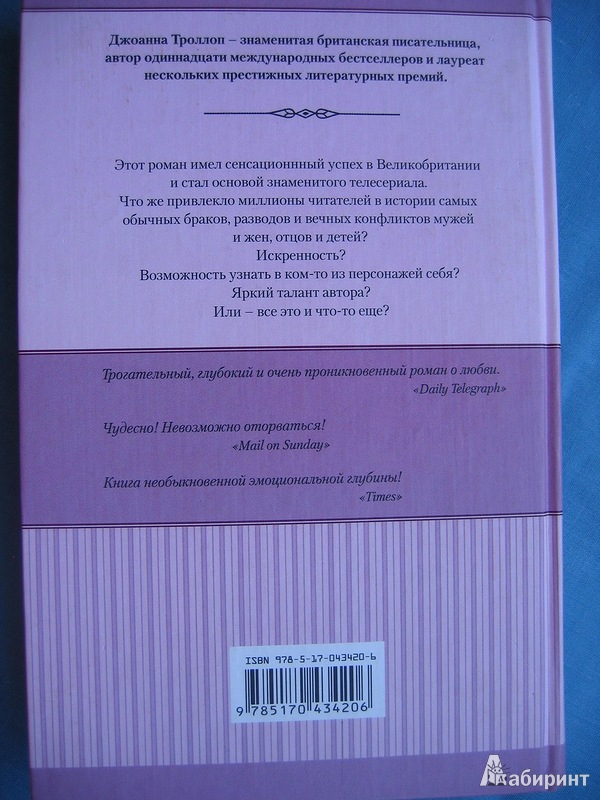 Джоанна Троллоп – знаменитая британская писательница,
автор одиннадцати международных бестселлеров и лауреат
нескольких престижных литературных премий.
Этот роман имел сенсационнный успех в Великобритании
и стал основой знаменитого телесериала.
Что же привлекло миллионы читателей в истории самых
обычных браков, разводов и вечных конфликтов мужей
и жен, отцов и детей?
Искренность?
Возможность узнать в ком-то из персонажей себя?
Яркий талант автора?
Или – все это и что-то еще?
Трогательный, глубокий и очень проникновенный роман о любви.
«Daily Telegraph»
Чудесно! Невозможно оторваться!
«Mail on Sunday»
Книга необыкновенной эмоциональной глубины!
«Times»
ISBN 978-5-17-043420-6
9 785170 434206
Лабиринт